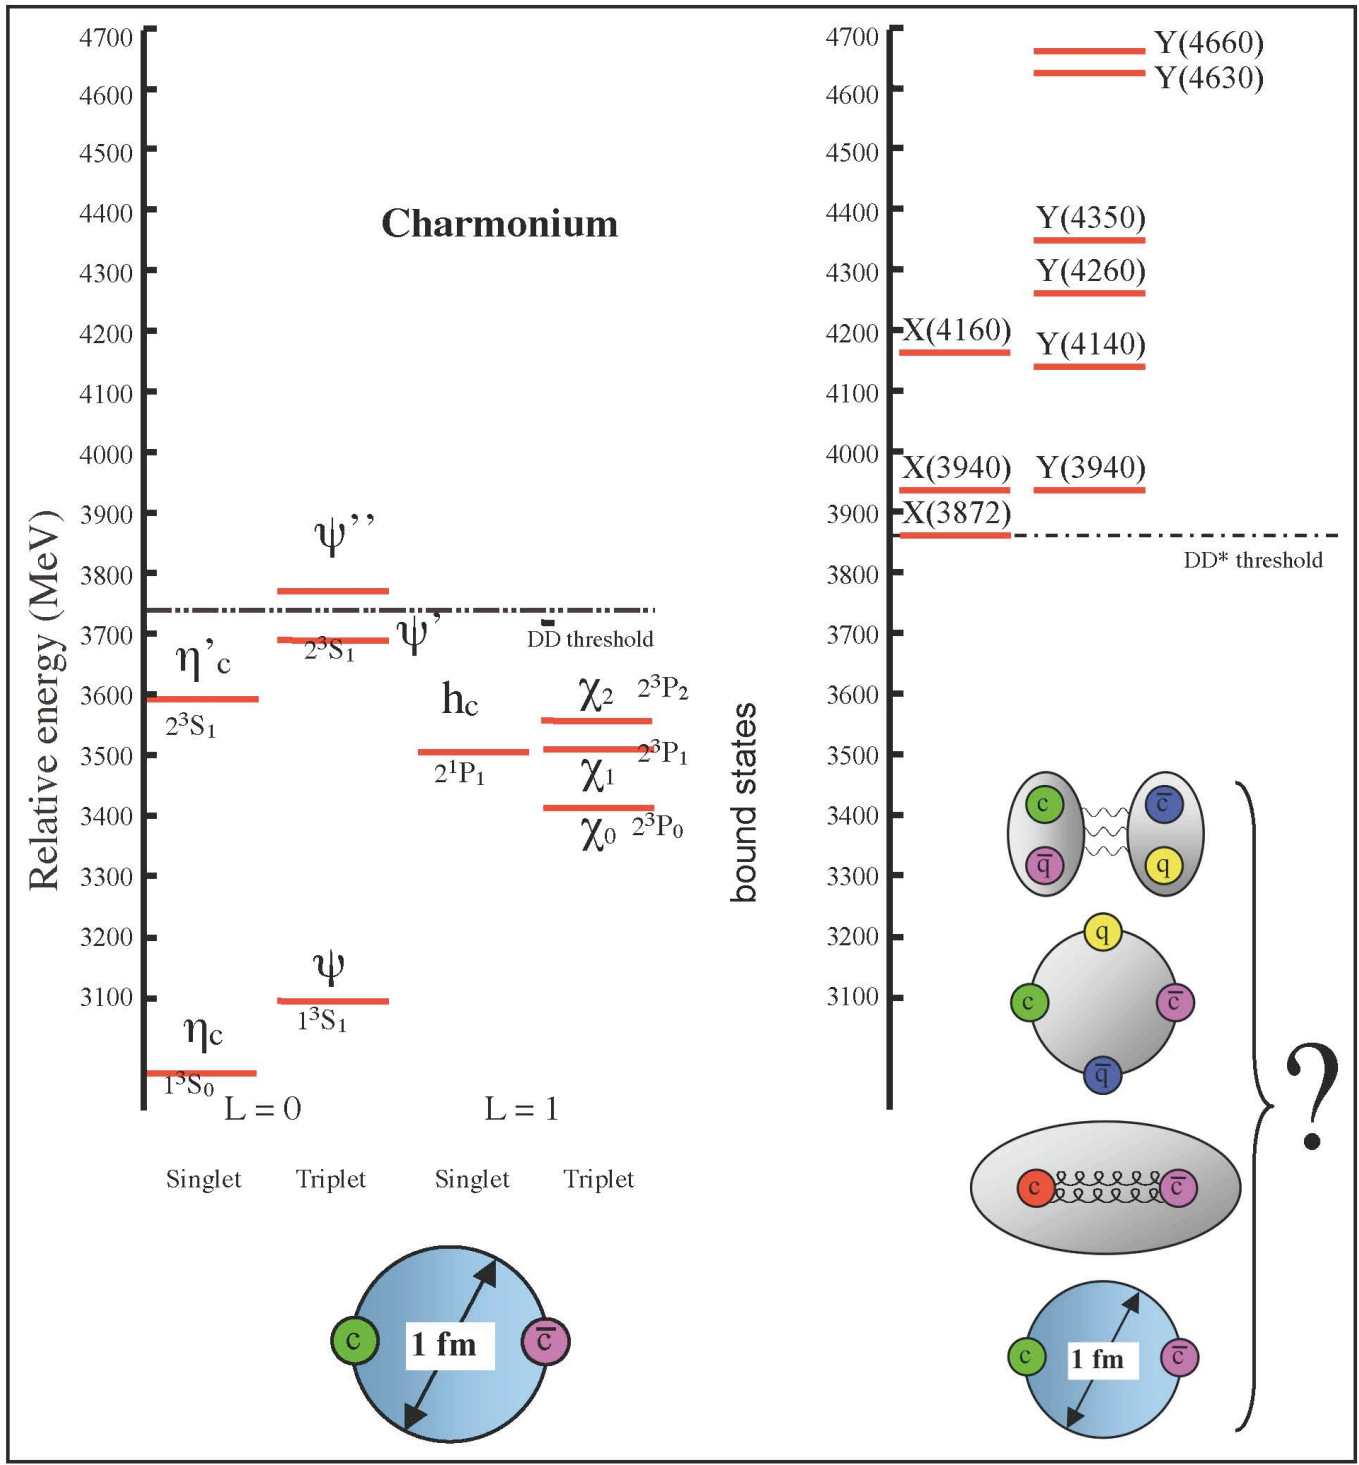 Charmonium
Relative energy (MeV)
4700
4600
4500
4400
4300
4200
4100
4000
3900
3800
3700
3600
3500
3400
3300
3200
3100
ψ’’
ψ’
2³S₁
DD̄ threshold
η’c
2³S₁
hc
2¹P₁
χ₂ 2³P₂
2³P₁
χ₁
χ₀ 2³P₀
ψ
1³S₁
ηc
1³S₀
L = 0 L = 1
Singlet Triplet Singlet Triplet
c 1 fm c̄
bound states
4700
4600
4500
4400
4300
4200
4100
4000
3900
3800
3700
3600
3500
3400
3300
3200
3100
Y(4660)
Y(4630)
Y(4350)
Y(4260)
X(4160) Y(4140)
X(3940) Y(3940)
X(3872)
DD* threshold
c c̄
q̄ q
q
c c̄
q̄
?
c c̄
c 1 fm c̄